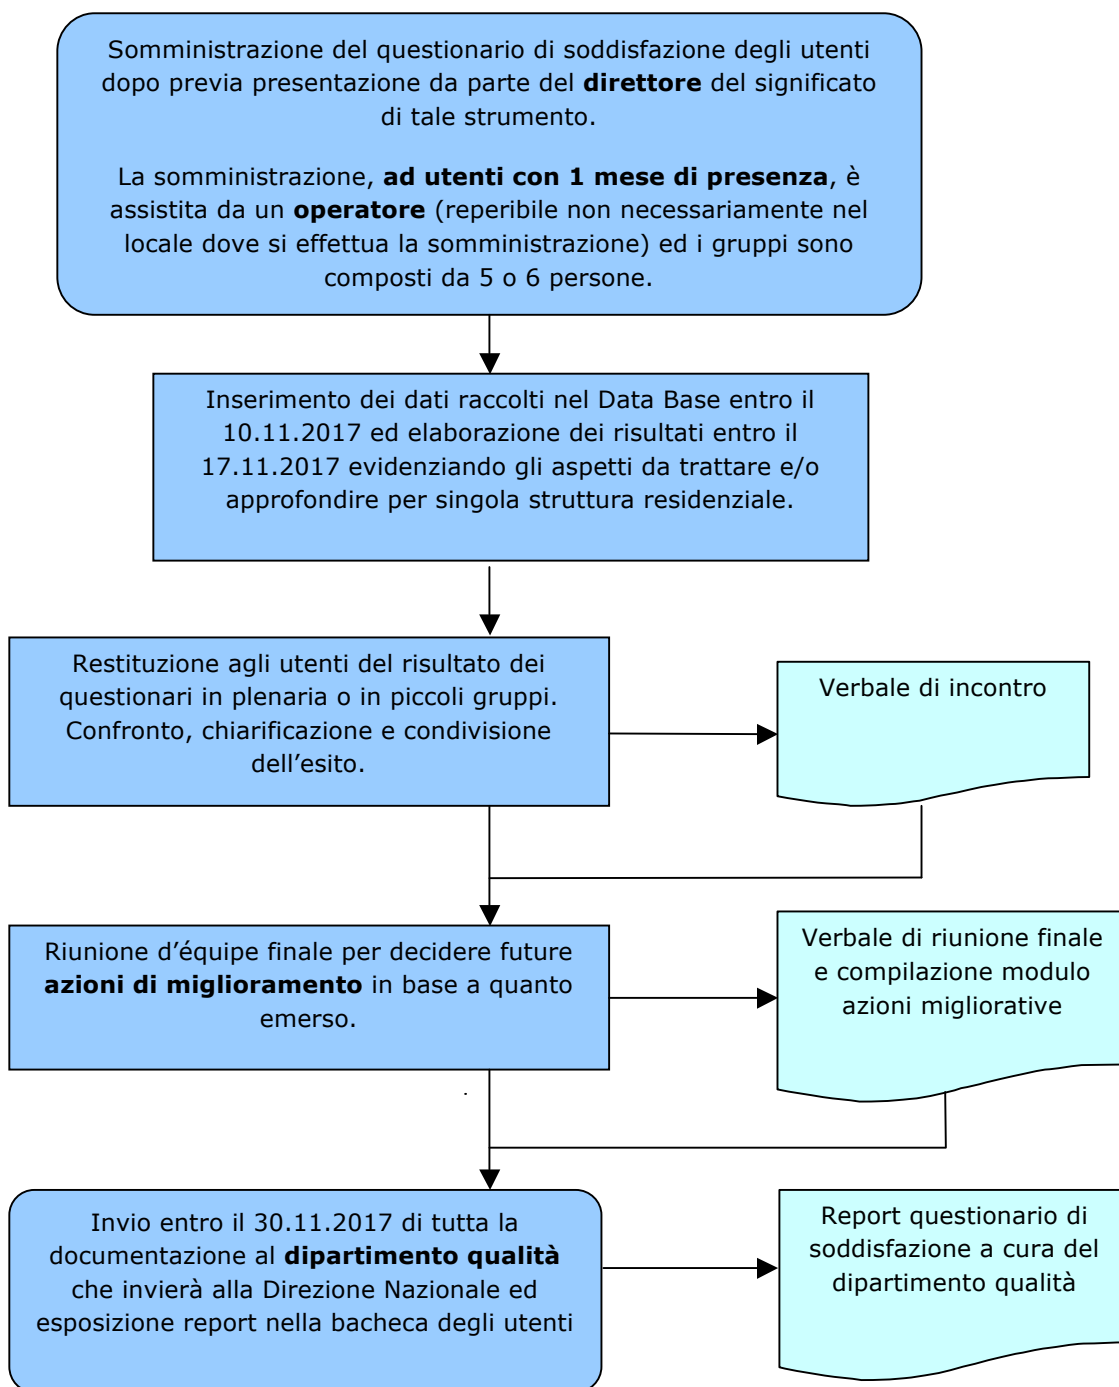 Somministrazione del questionario di soddisfazione degli utenti
dopo previa presentazione da parte del direttore del significato
di tale strumento.
La somministrazione, ad utenti con 1 mese di presenza, è
assistita da un operatore (reperibile non necessariamente nel
locale dove si effettua la somministrazione) ed i gruppi sono
composti da 5 o 6 persone.
Inserimento dei dati raccolti nel Data Base entro il
10.11.2017 ed elaborazione dei risultati entro il
17.11.2017 evidenziando gli aspetti da trattare e/o
approfondire per singola struttura residenziale.
Restituzione agli utenti del risultato dei
questionari in plenaria o in piccoli gruppi.
Confronto, chiarificazione e condivisione
dell’esito.
Verbale di incontro
Riunione d’équipe finale per decidere future
azioni di miglioramento in base a quanto
emerso.
Verbale di riunione finale
e compilazione modulo
azioni migliorative
.
Invio entro il 30.11.2017 di tutta la
documentazione al dipartimento qualità
che invierà alla Direzione Nazionale ed
esposizione report nella bacheca degli utenti
Report questionario di
soddisfazione a cura del
dipartimento qualità